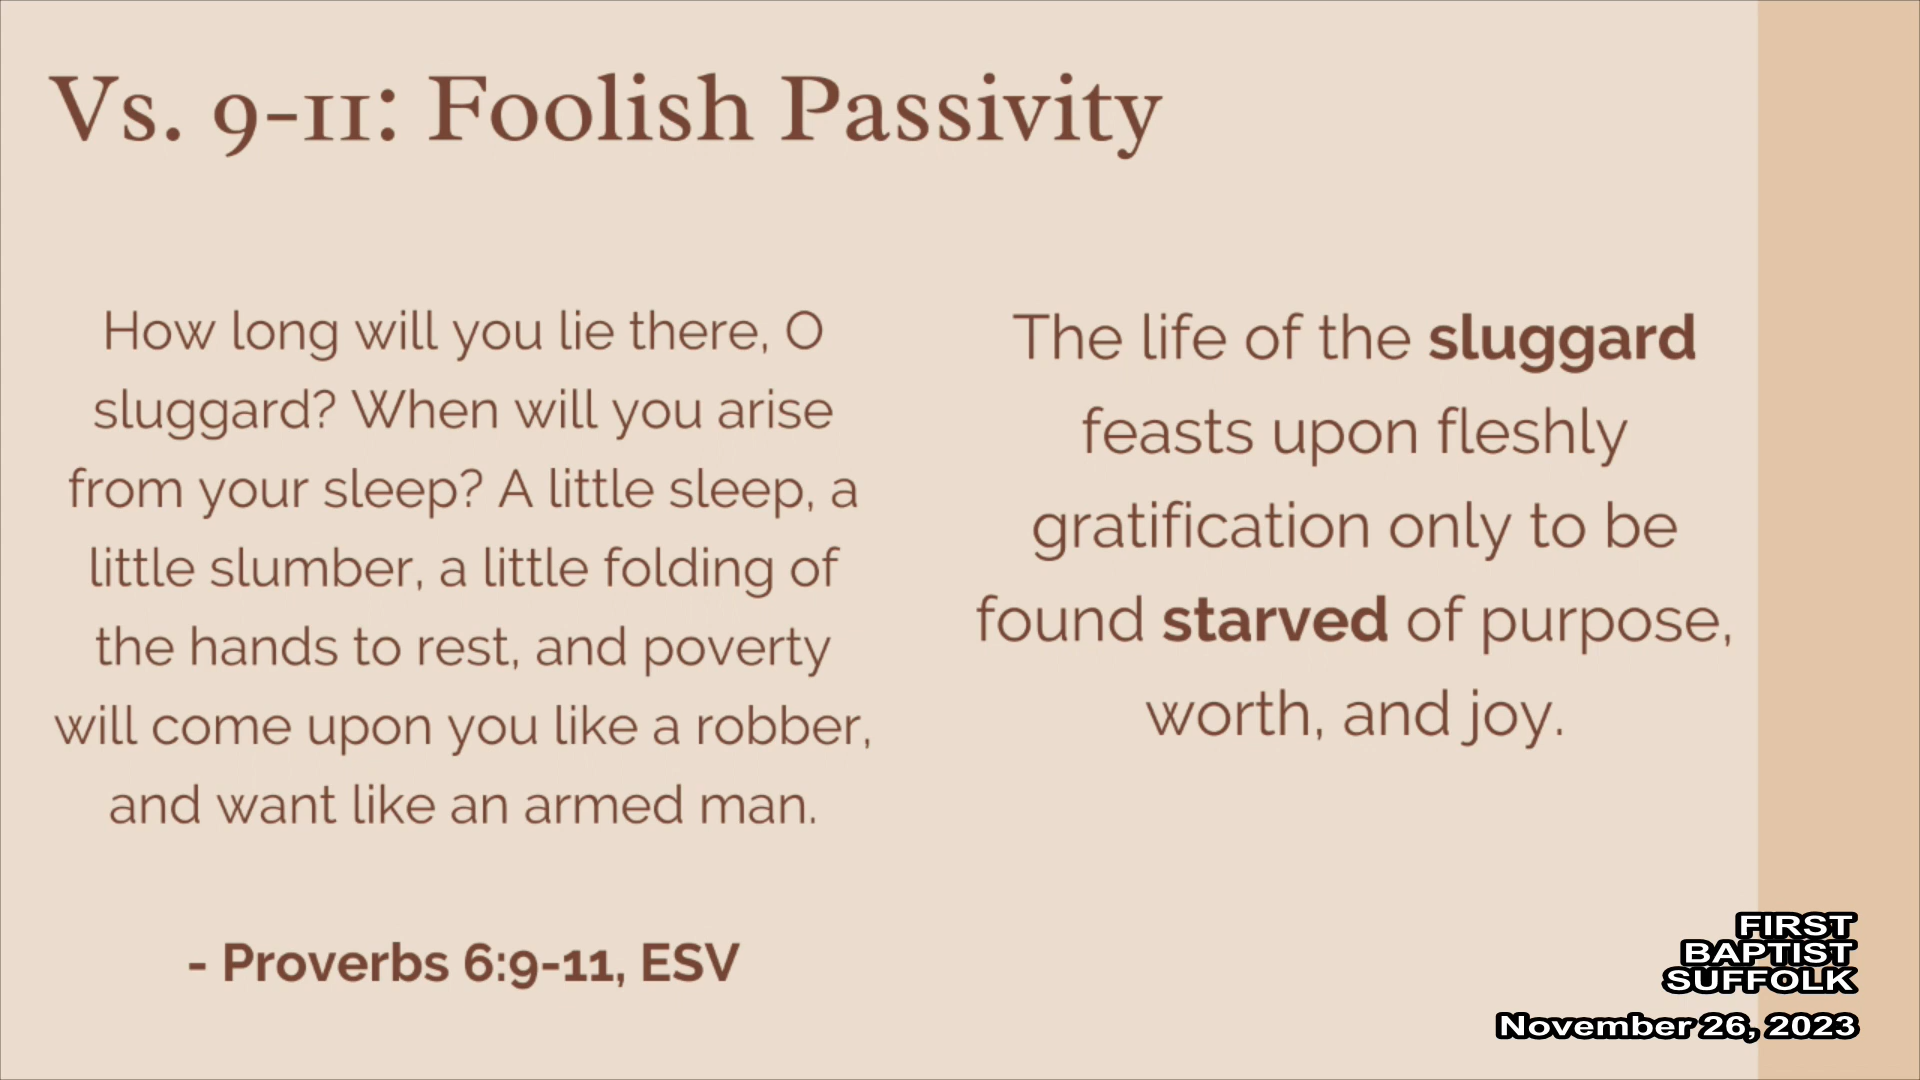 Vs. 9-11: Foolish Passivity
How long will you lie there, O
sluggard? When will you arise
from your sleep? A little sleep, a
little slumber, a little folding of
the hands to rest, and poverty
will come upon you like a robber,
and want like an armed man.
- Proverbs 6:9-11, ESV
The life of the sluggard
feasts upon fleshly
gratification only to be
found starved of purpose,
worth, and joy.
FIRST
BAPTIST
SUFFOLK
November 26, 2023